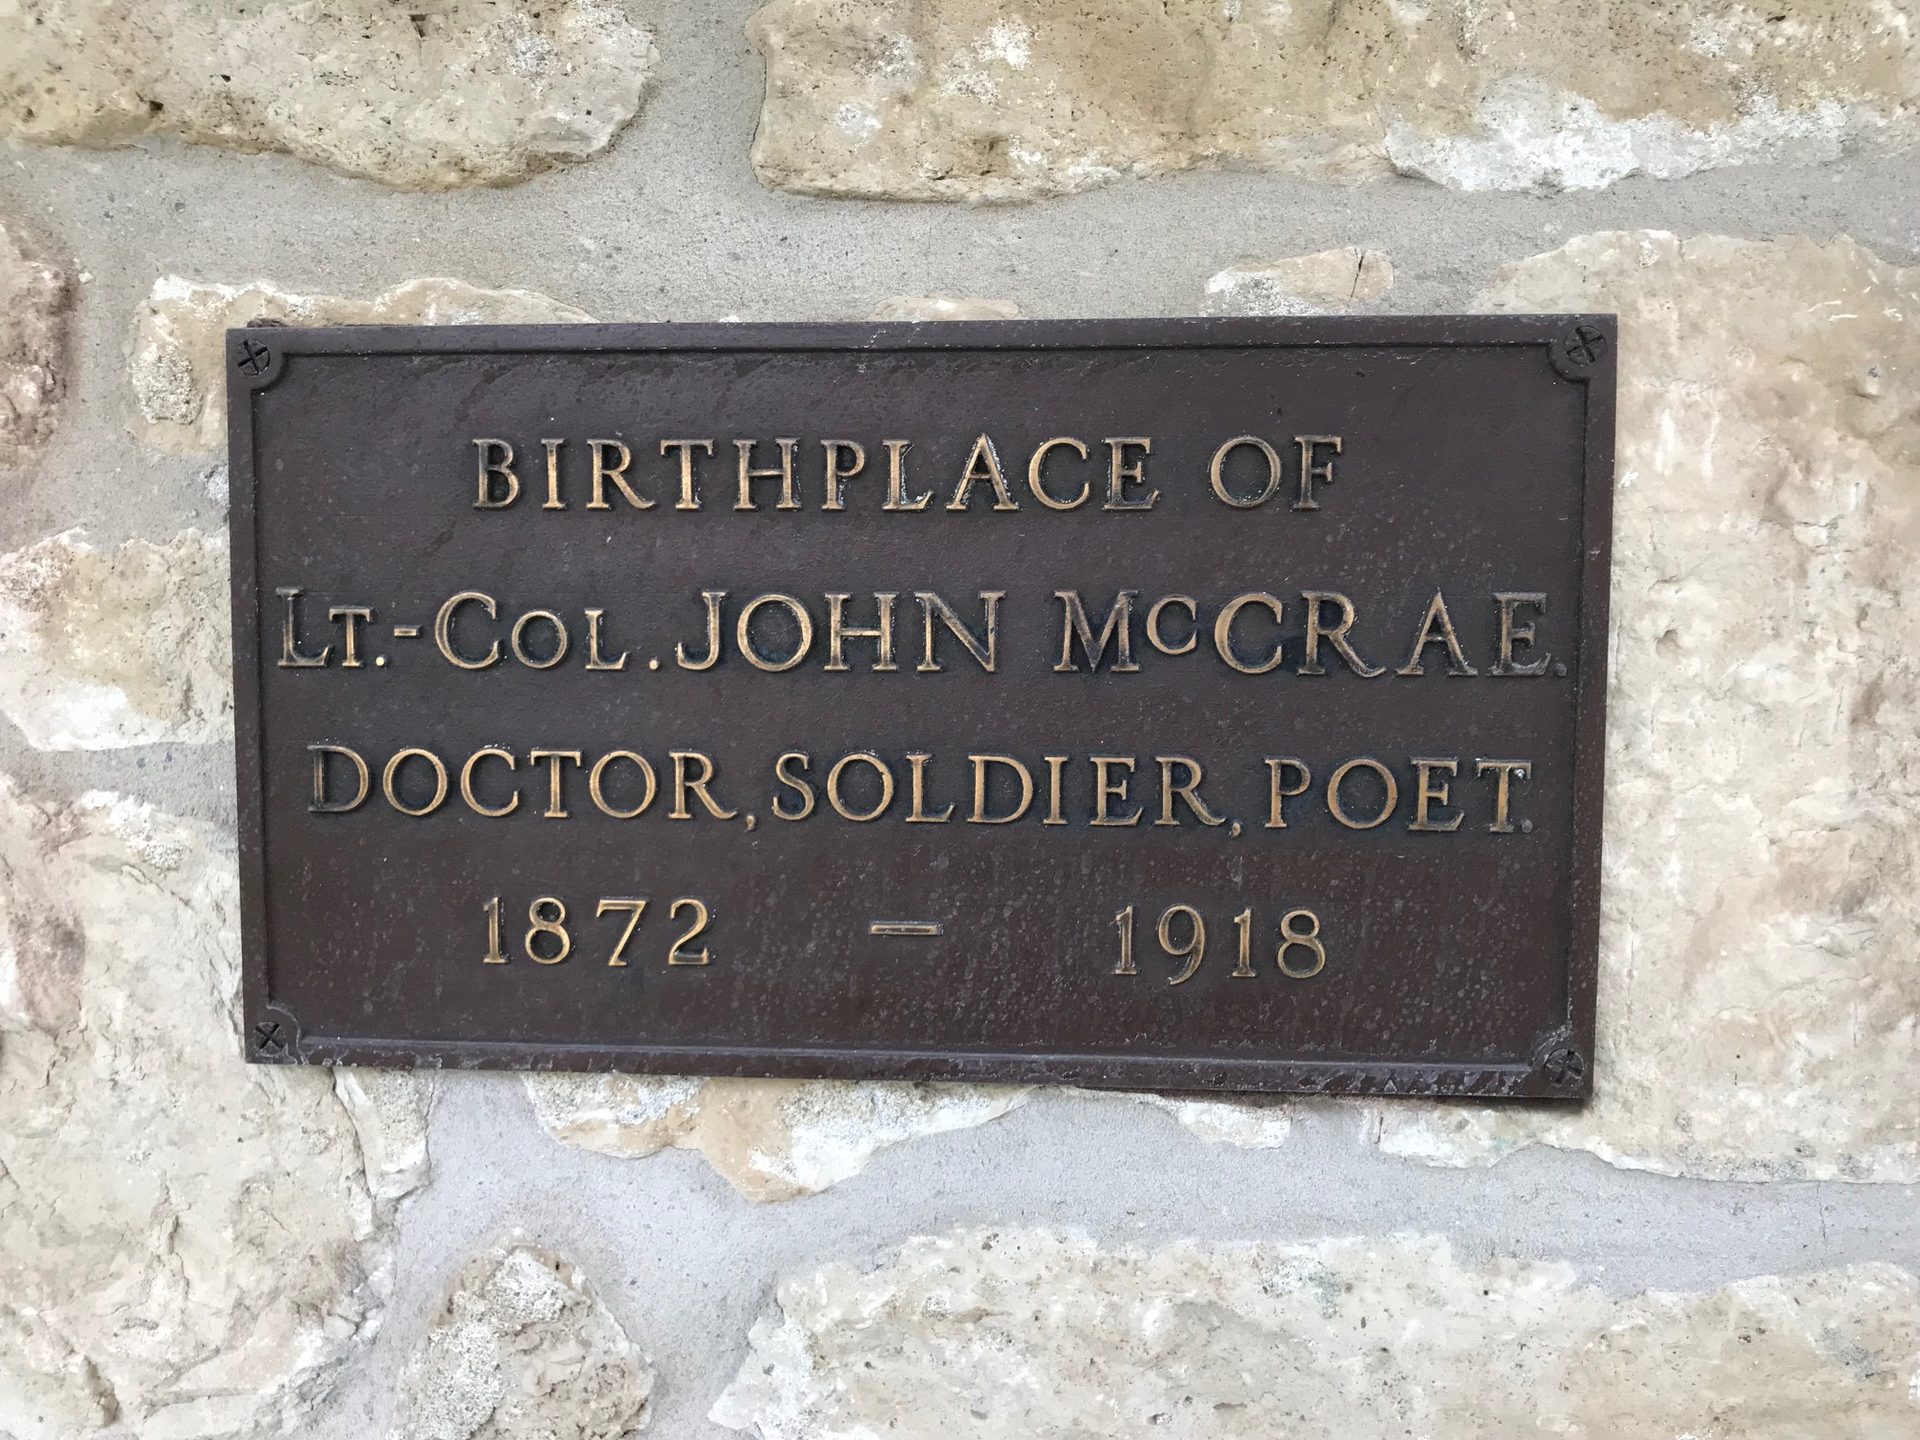 BIRTHPLACE OF
LT.-COL. JOHN McCRAE.
DOCTOR, SOLDIER, POET.
1872 — 1918